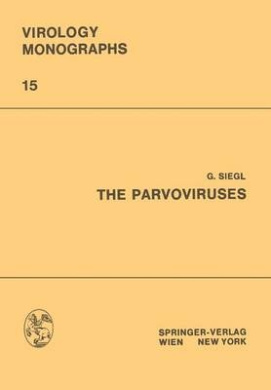 VIROLOGY
MONOGRAPHS
15
G. SIEGL
THE PARVOVIRUSES
SPRINGER-VERLAG
WIEN NEW YORK